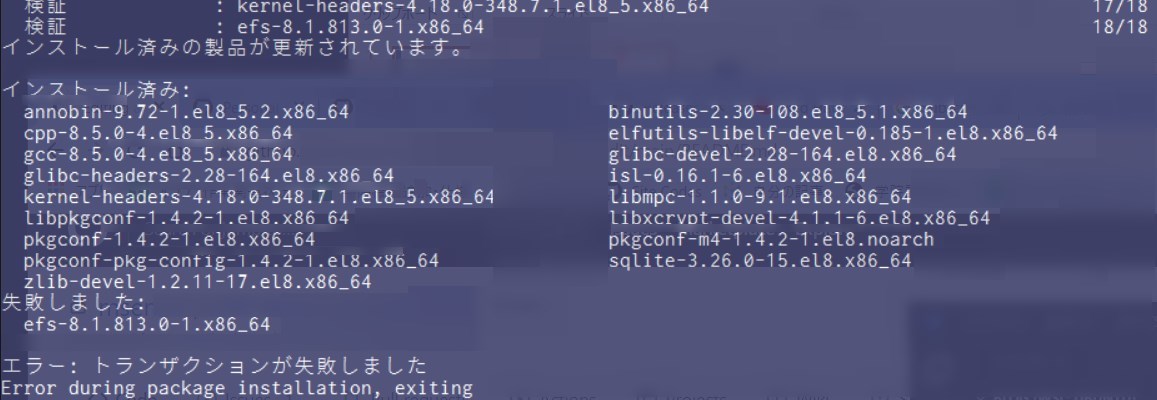 検証 : kernel-headers-4.18.0-348.7.1.el8_5.x86_64 17/18
検証 : efs-8.1.813.0-1.x86_64 18/18
インストール済みの製品が更新されています。
インストール済み:
annobin-9.72-1.el8_5.2.x86_64 binutils-2.30-108.el8_5.1.x86_64
cpp-8.5.0-4.el8_5.x86_64 elfutils-libelf-devel-0.185-1.el8.x86_64
gcc-8.5.0-4.el8_5.x86_64 glibc-devel-2.28-164.el8.x86_64
glibc-headers-2.28-164.el8.x86_64 isl-0.16.1-6.el8.x86_64
kernel-headers-4.18.0-348.7.1.el8_5.x86_64 libmpc-1.1.0-9.1.el8.x86_64
libpkgconf-1.4.2-1.el8.x86_64 libxcrypt-devel-4.1.1-6.el8.x86_64
pkgconf-1.4.2-1.el8.x86_64 pkgconf-m4-1.4.2-1.el8.noarch
pkgconf-pkg-config-1.4.2-1.el8.x86_64 sqlite-3.26.0-15.el8.x86_64
zlib-devel-1.2.11-17.el8.x86_64
失敗しました:
efs-8.1.813.0-1.x86_64
エラー: トランザクションが失敗しました
Error during package installation, exiting